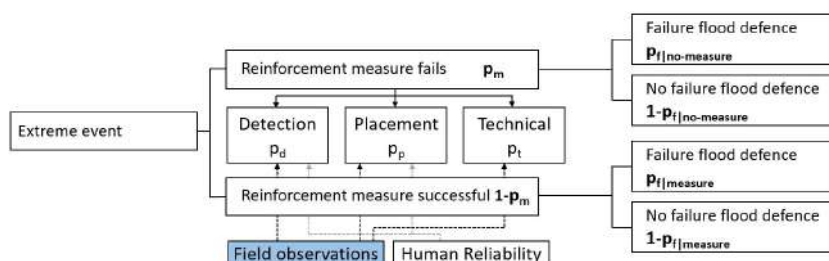 Failure flood defence
pf|no-measure
Reinforcement measure fails pm
No failure flood defence
1-pf|no-measure
Extreme event
Detection
pd
Placement
pp
Technical
pt
Failure flood defence
pf|measure
Reinforcement measure successful 1-pm
No failure flood defence
1-pf|measure
Field observations
Human Reliability